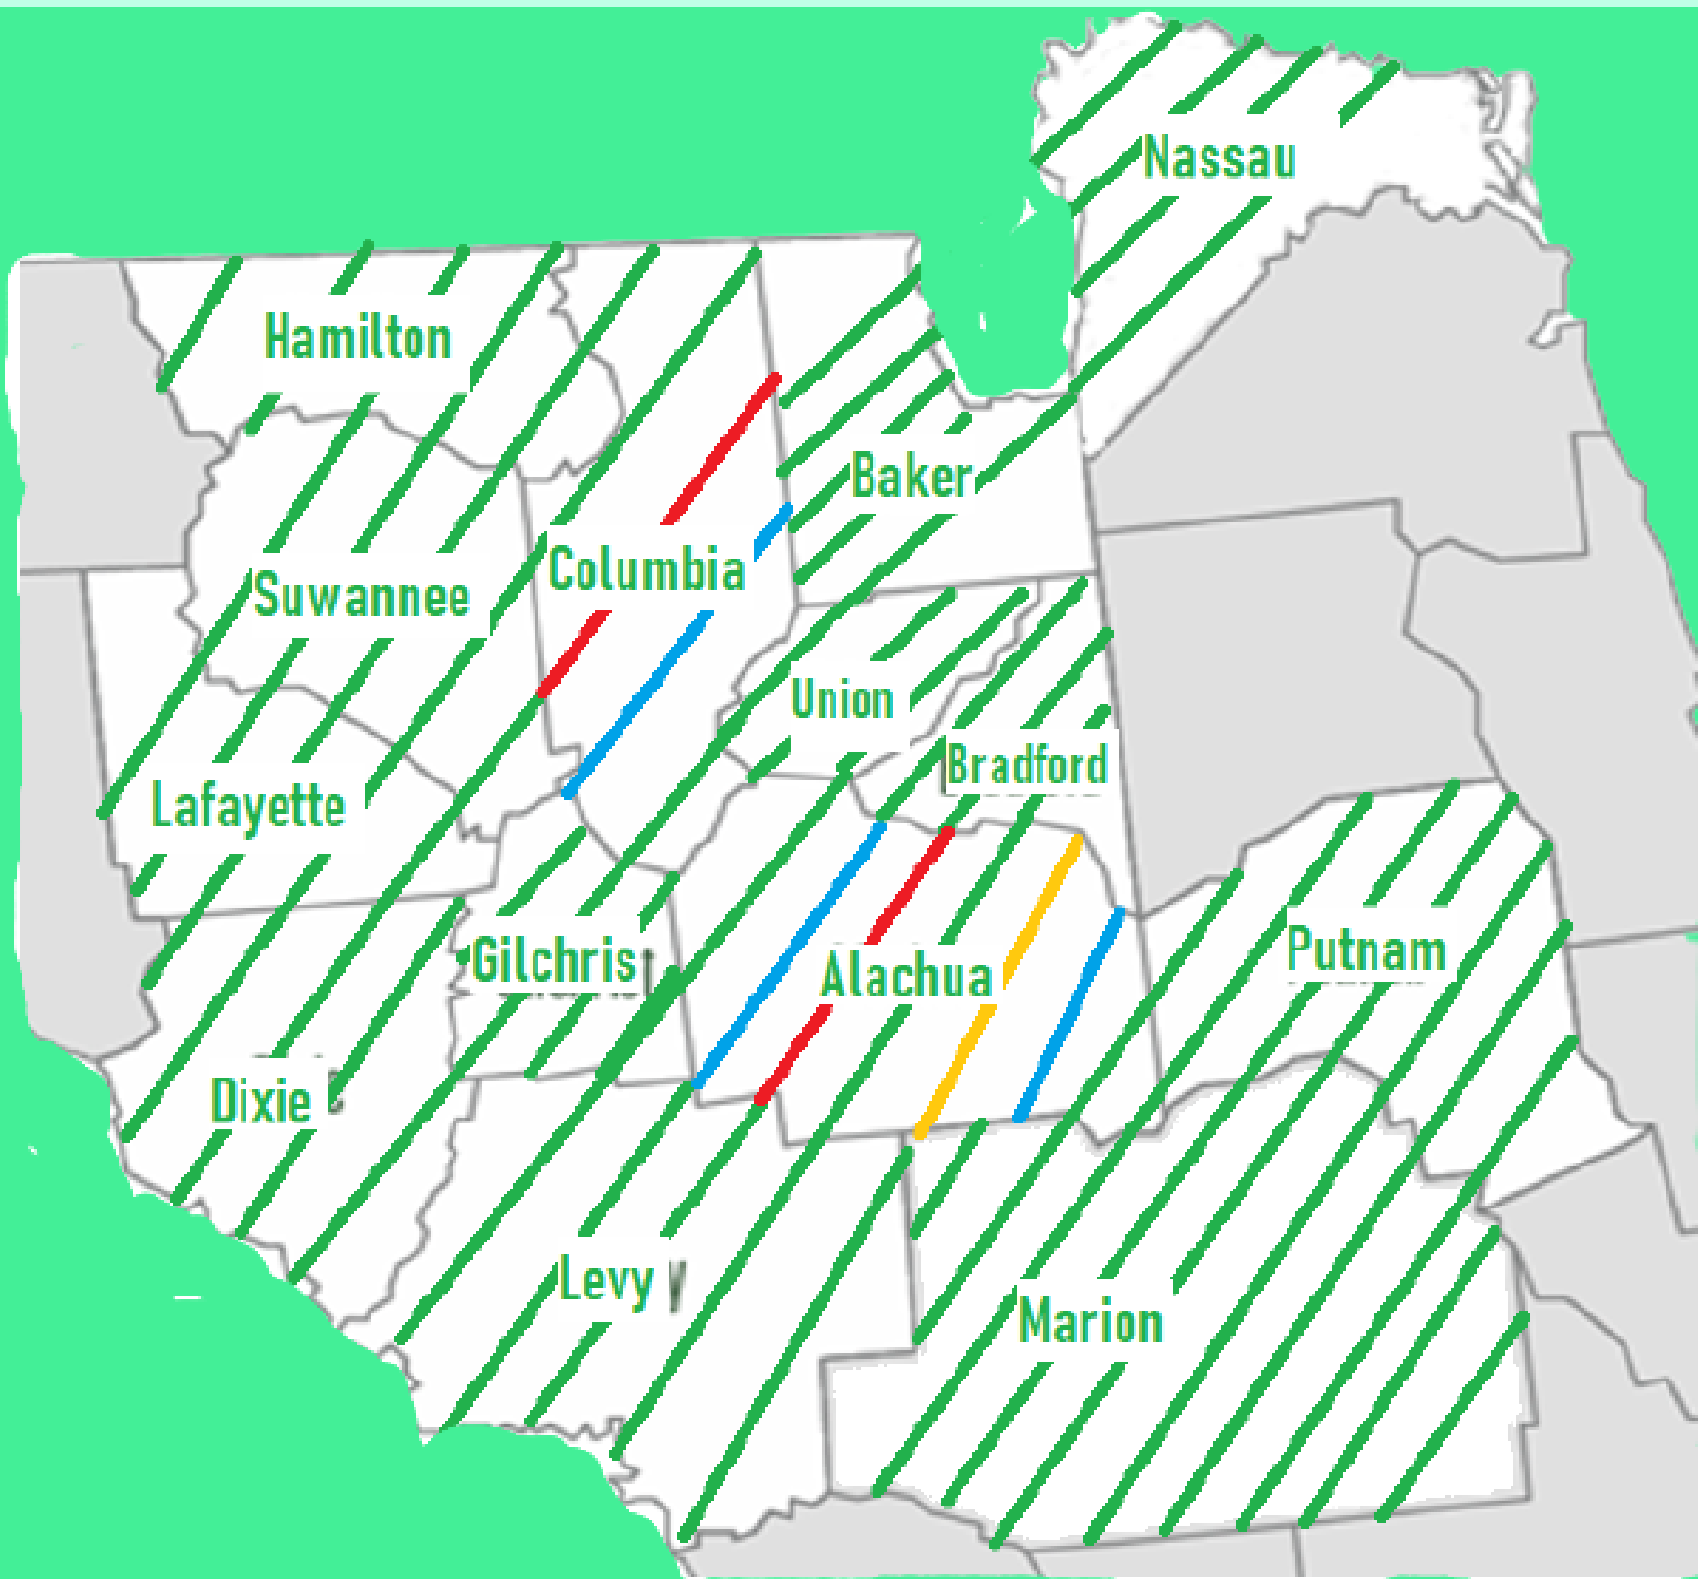 Nassau
Hamilton
Baker
Columbia
Suwannee
Union
Bradford
Lafayette
Putnam
Gilchrist
Alachua
Dixie
Levy
Marion